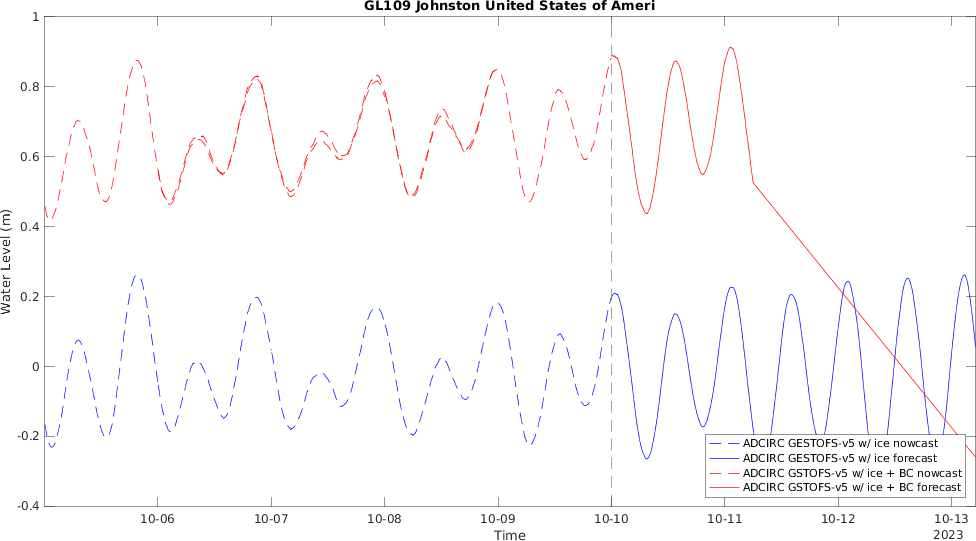 GL109 Johnston United States of Ameri
Water Level (m)
1
0.8
0.6
0.4
0.2
0
-0.2
-0.4
ADCIRC GESTOFS-v5 w/ ice nowcast
ADCIRC GESTOFS-v5 w/ ice forecast
ADCIRC GSTOFS-v5 w/ ice + BC nowcast
ADCIRC GSTOFS-v5 w/ ice + BC forecast
10-06 10-07 10-08 10-09 10-10 10-11 10-12 10-13
Time 2023